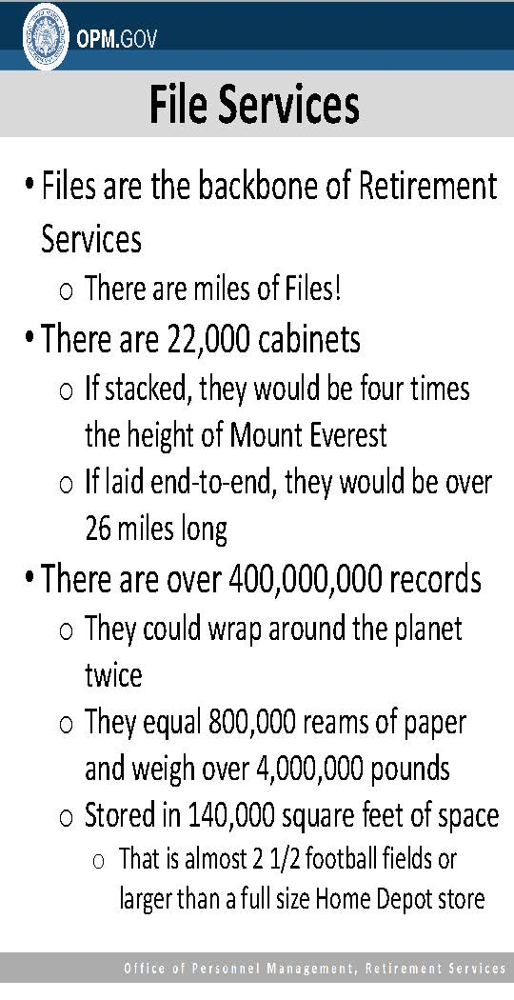 OPM.GOV
File Services
• Files are the backbone of Retirement
Services
o There are miles of Files!
• There are 22,000 cabinets
o If stacked, they would be four times
the height of Mount Everest
o If laid end-to-end, they would be over
26 miles long
• There are over 400,000,000 records
o They could wrap around the planet
twice
o They equal 800,000 reams of paper
and weigh over 4,000,000 pounds
o Stored in 140,000 square feet of space
o That is almost 2 1/2 football fields or
larger than a full size Home Depot store
Office of Personnel Management, Retirement Services